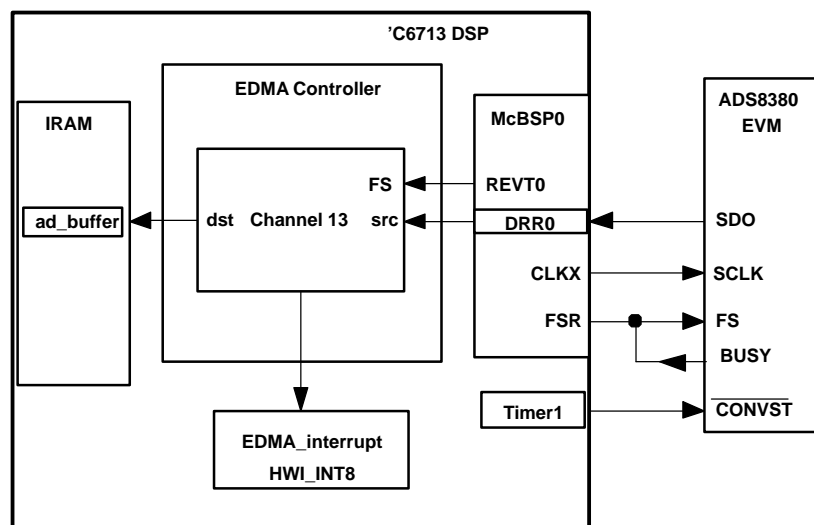 'C6713 DSP
EDMA Controller
ADS8380
EVM
IRAM
McBSP0
FS
REVT0
ad_buffer
dst
Channel 13
src
DRR0
SDO
CLKX
SCLK
FSR
FS
BUSY
Timer1
CONVST
EDMA_interrupt
HWI_INT8